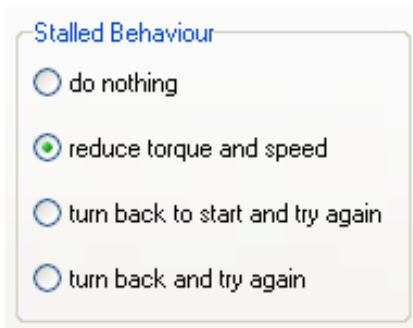 Stalled Behaviour
do nothing
reduce torque and speed
turn back to start and try again
turn back and try again